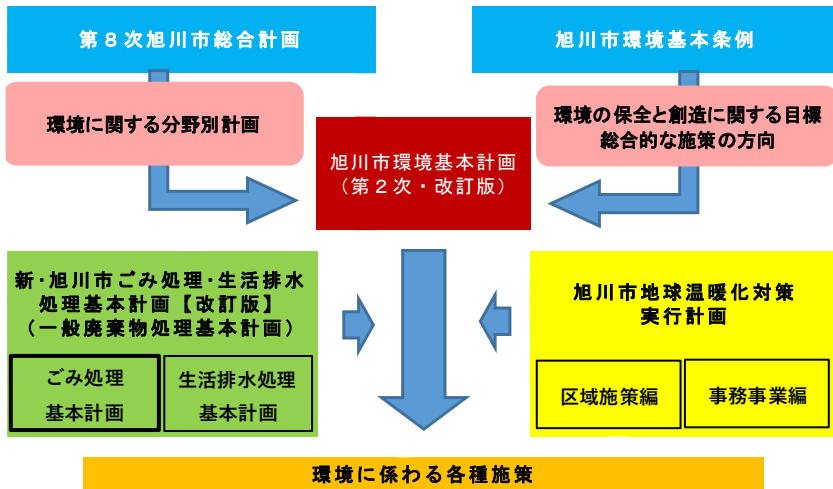 第８次旭川市総合計画
旭川市環境基本条例
環境に関する分野別計画
環境の保全と創造に関する目標
総合的な施策の方向
旭川市環境基本計画
（第２次・改訂版）
新・旭川市ごみ処理・生活排水
処理基本計画【改訂版】
（一般廃棄物処理基本計画）
ごみ処理
基本計画
生活排水処理
基本計画
旭川市地球温暖化対策
実行計画
区域施策編
事務事業編
環境に係わる各種施策